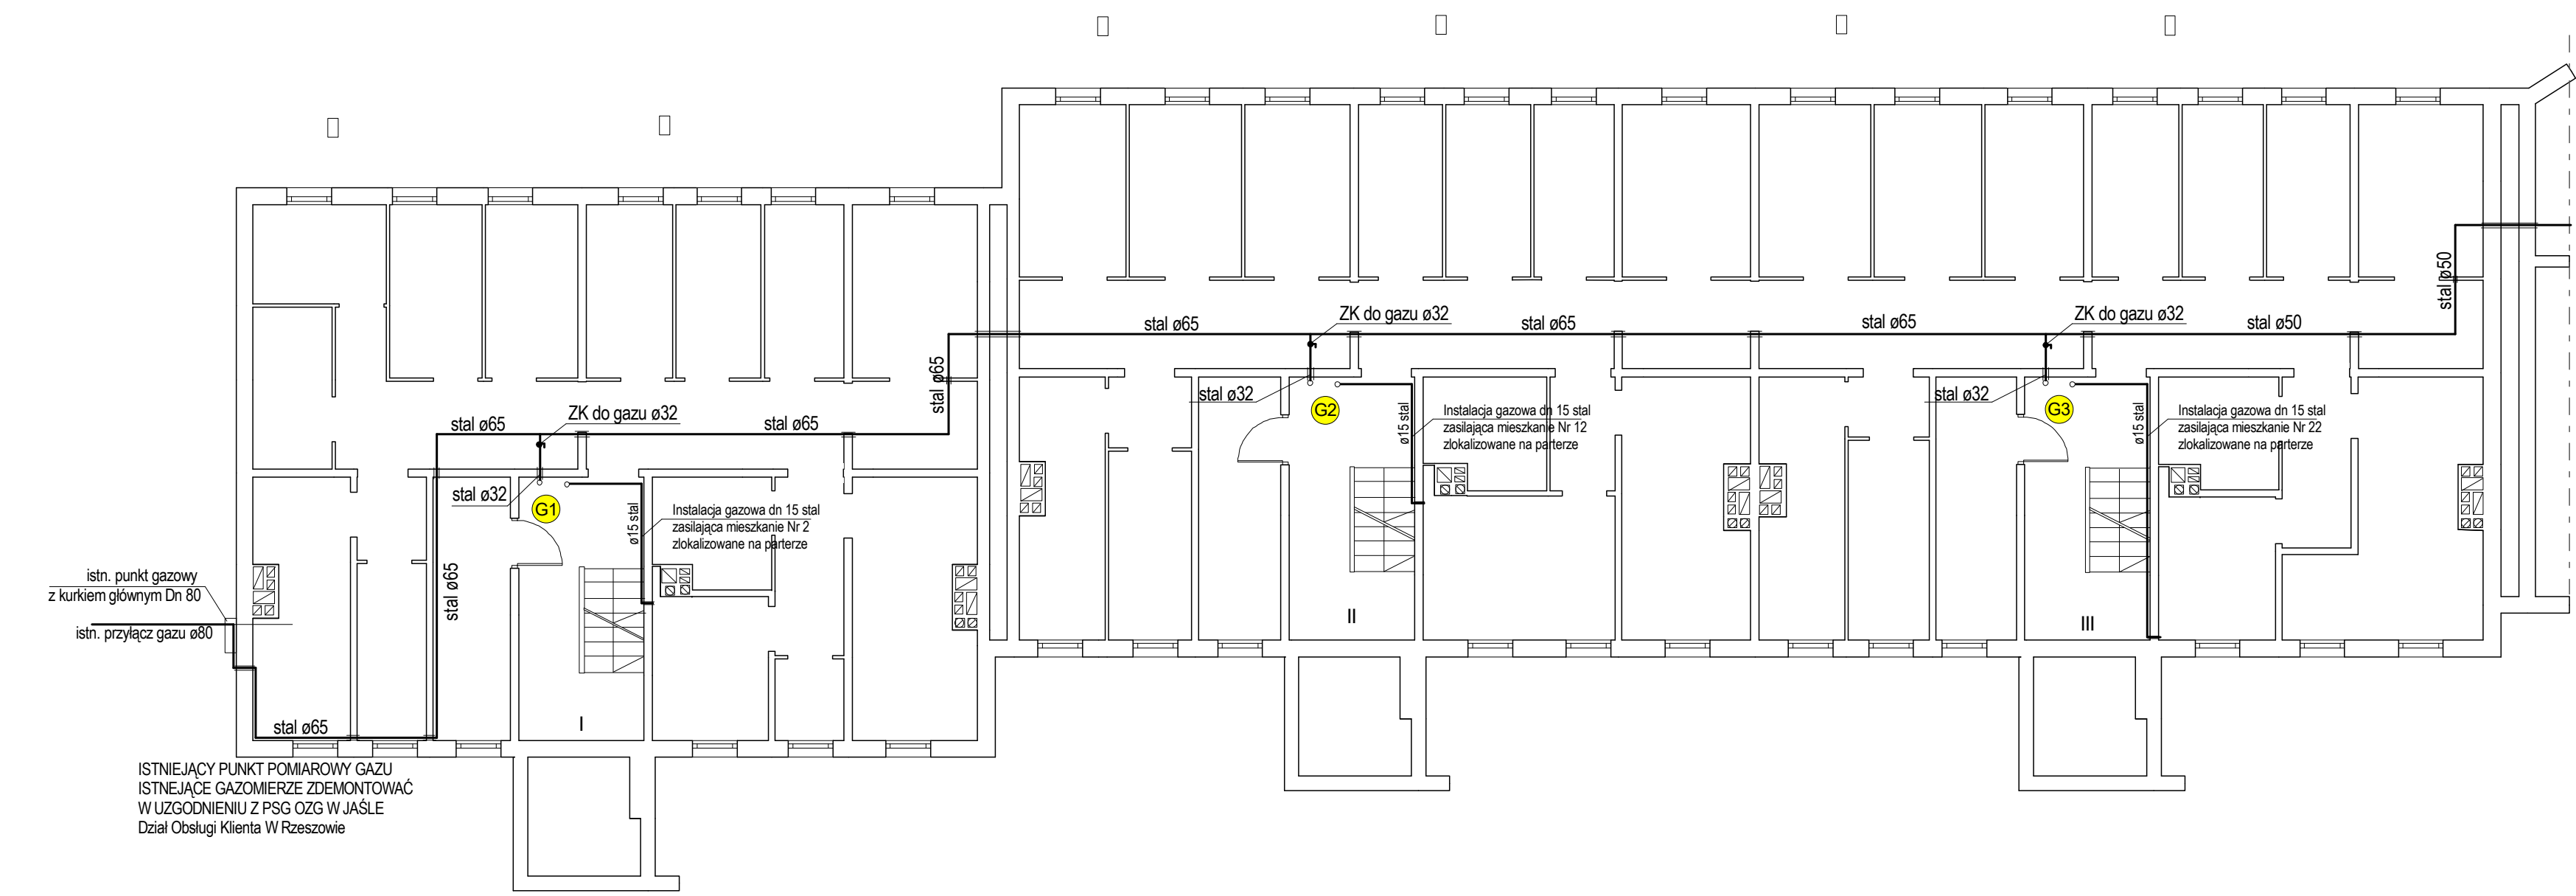 stal ø65
ZK do gazu ø32
stal ø65
stal ø65
ZK do gazu ø32
stal ø50
stal ø50
stal ø65
stal ø32
G2
ø15 stal
Instalacja gazowa dn 15 stal
zasilająca mieszkanie Nr 12
zlokalizowane na parterze
stal ø32
G3
ø15 stal
Instalacja gazowa dn 15 stal
zasilająca mieszkanie Nr 22
zlokalizowane na parterze
stal ø65
ZK do gazu ø32
stal ø65
stal ø32
G1
ø15 stal
Instalacja gazowa dn 15 stal
zasilająca mieszkanie Nr 2
zlokalizowane na parterze
stal ø65
istn. punkt gazowy
z kurkiem głównym Dn 80
istn. przyłącz gazu ø80
II
III
stal ø65
I
ISTNIEJĄCY PUNKT POMIAROWY GAZU
ISTNEJĄCE GAZOMIERZE ZDEMONTOWAĆ
W UZGODNIENIU Z PSG OZG W JAŚLE
Dział Obsługi Klienta W Rzeszowie